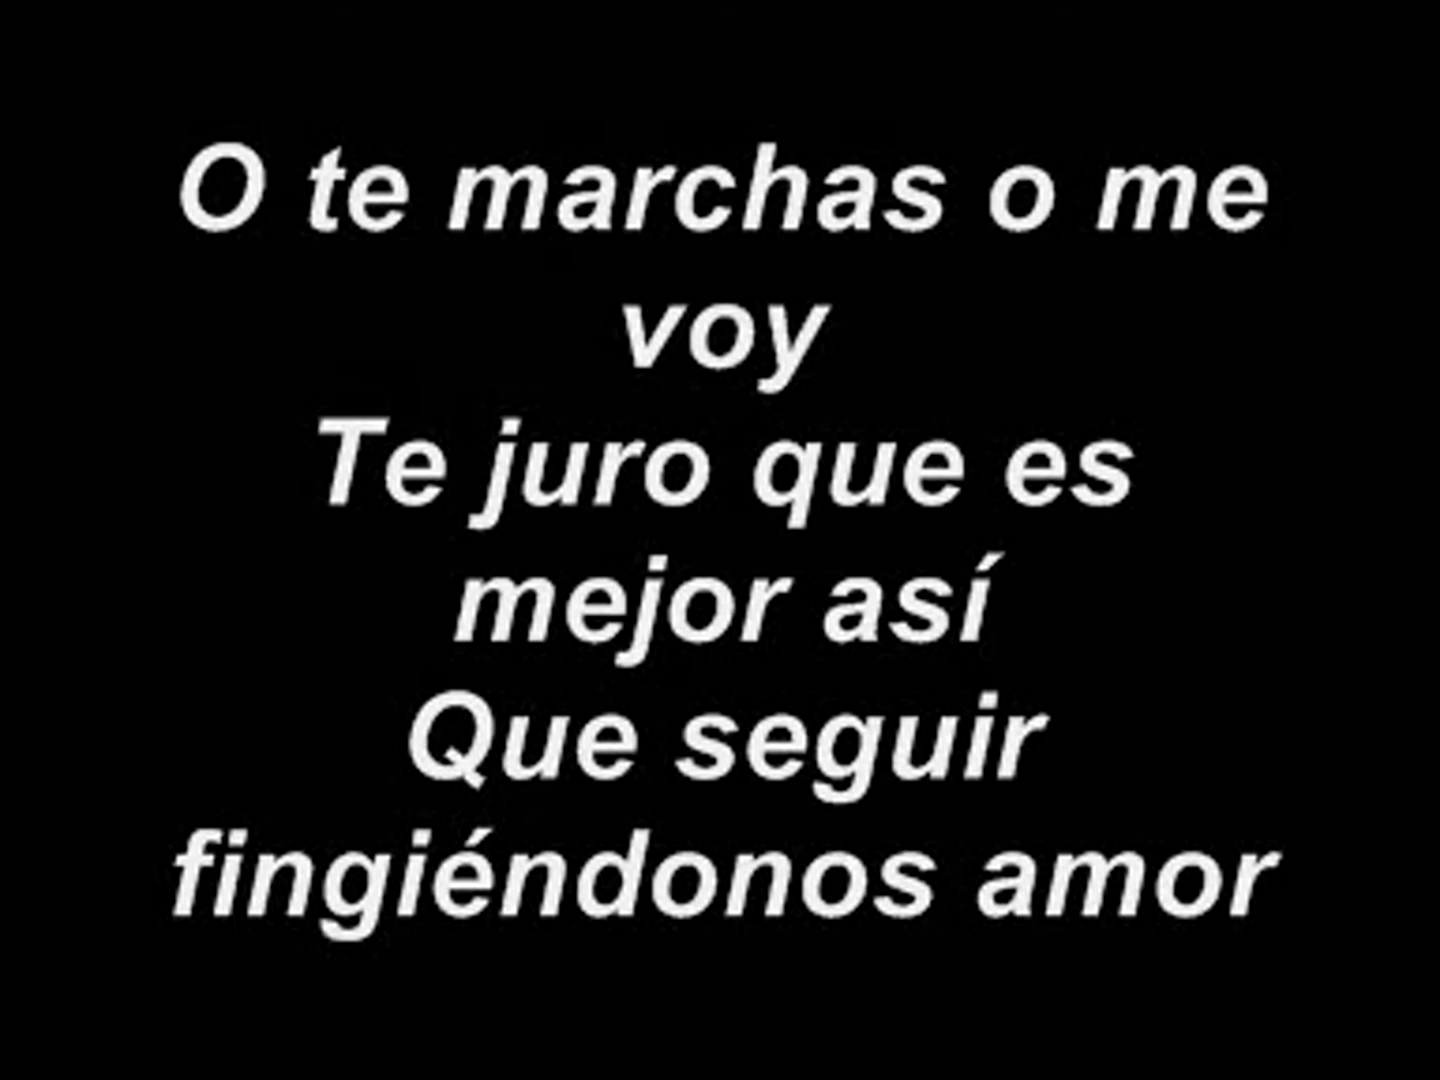 O te marchas o me
voy
Te juro que es
mejor así
Que seguir
fingiéndonos amor